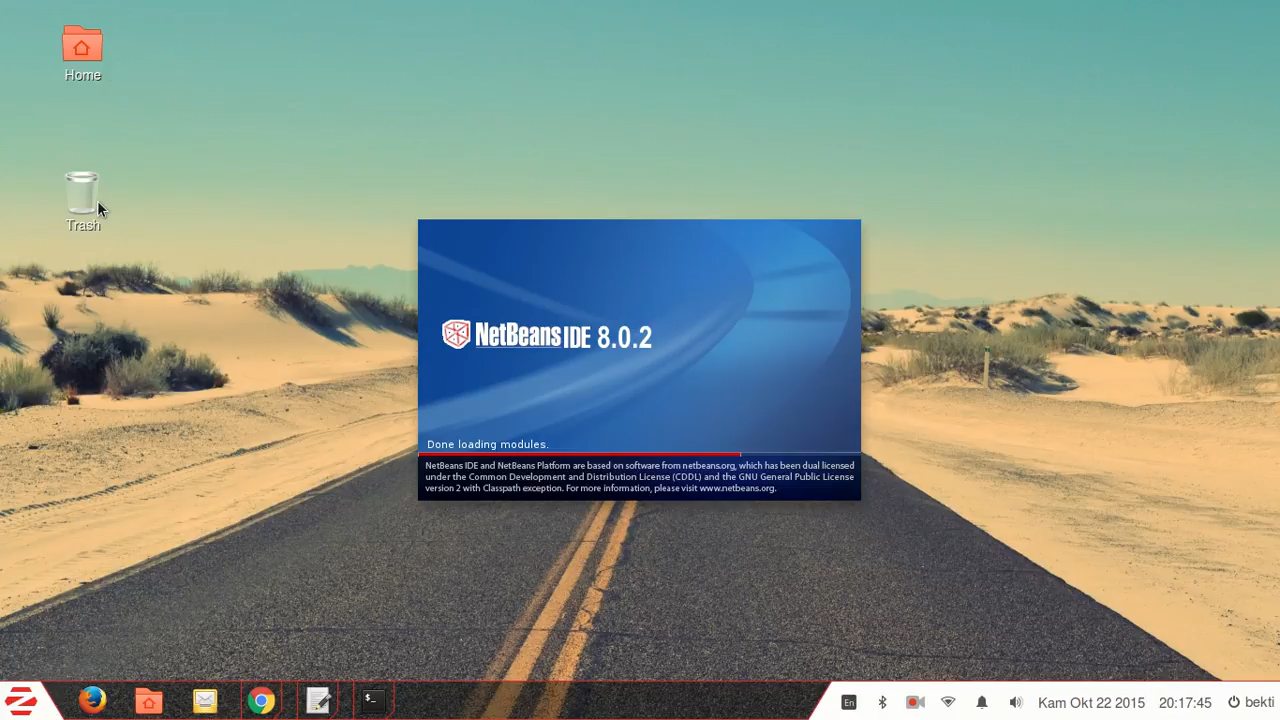 Home
Trash
NetBeans IDE 8.0.2
Done loading modules.
NetBeans IDE and NetBeans Platform are based on software from netbeans.org, which has been dual licensed
under the Common Development and Distribution License (CDDL) and the GNU General Public License
version 2 with Classpath exception. For more information, please visit www.netbeans.org.
$_
En
Kam Okt 22 2015
20:17:45
bekti